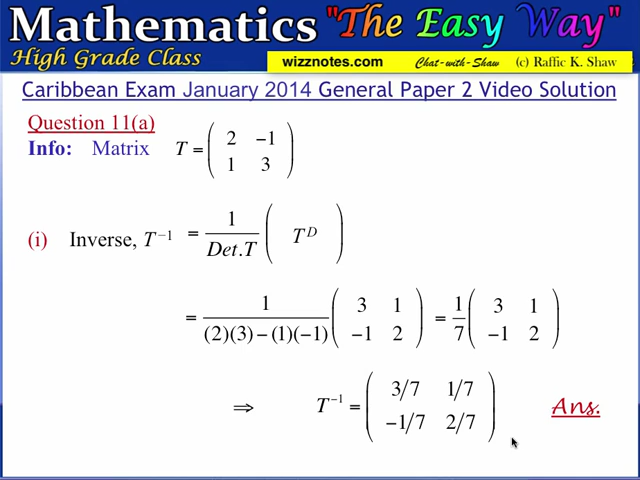 Mathematics "The Easy Way"
High Grade Class
wizznotes.com Chat-with-Shaw (c) Raffic K. Shaw
Caribbean Exam January 2014 General Paper 2 Video Solution
Question 11(a)
Info: Matrix T = ( 2 −1
1 3 )
(i) Inverse, T⁻¹ = 1/Det.T ( Tᴰ )
= 1/((2)(3)−(1)(−1)) ( 3 1
−1 2 ) = 1/7 ( 3 1
−1 2 )
⇒ T⁻¹ = ( 3/7 1/7
−1/7 2/7 ) Ans.